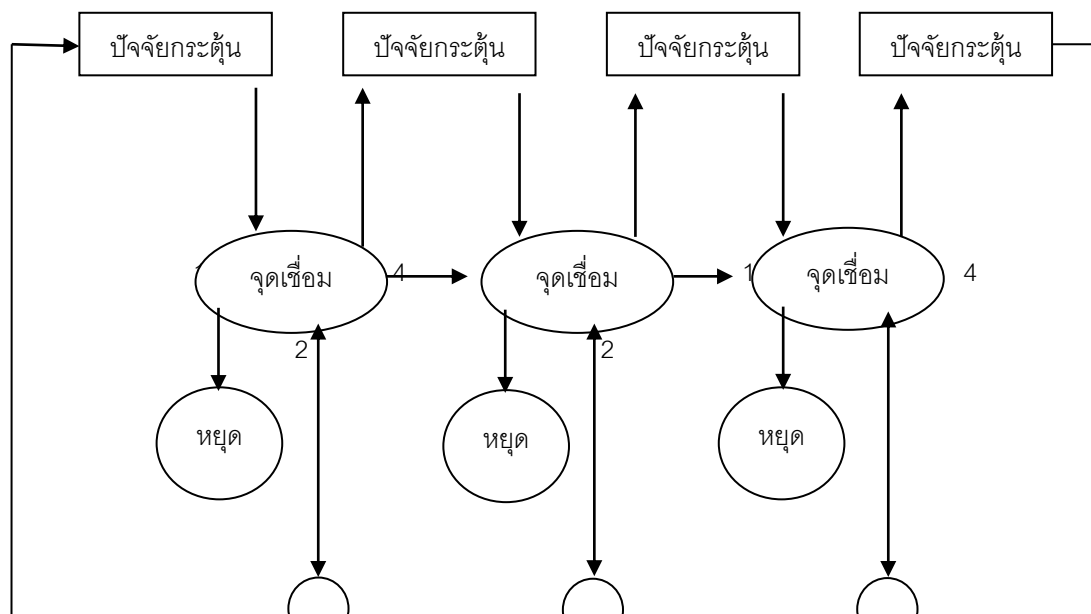 ปัจจัยกระตุ้น ปัจจัยกระตุ้น ปัจจัยกระตุ้น ปัจจัยกระตุ้น
จุดเชื่อม 4 จุดเชื่อม 1 จุดเชื่อม 4
2 2
หยุด หยุด หยุด